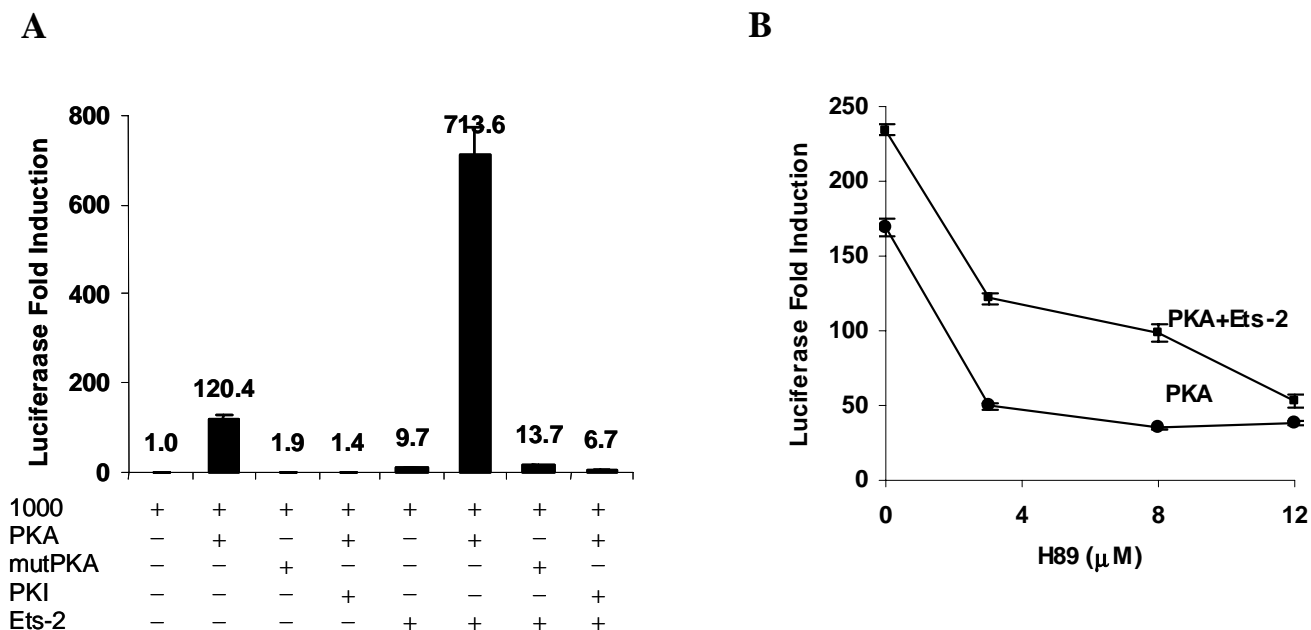 A
B
Luciferaase Fold Induction
800
600
400
200
0
1.0
120.4
1.9
1.4
9.7
713.6
13.7
6.7
1000 + + + + + + + +
PKA – + – + – + – +
mutPKA – – + – – – + –
PKI – – – + – – – +
Ets-2 – – – – + + + +
Luciferase Fold Induction
250
200
150
100
50
0
PKA+Ets-2
PKA
0 4 8 12
H89 (μM)